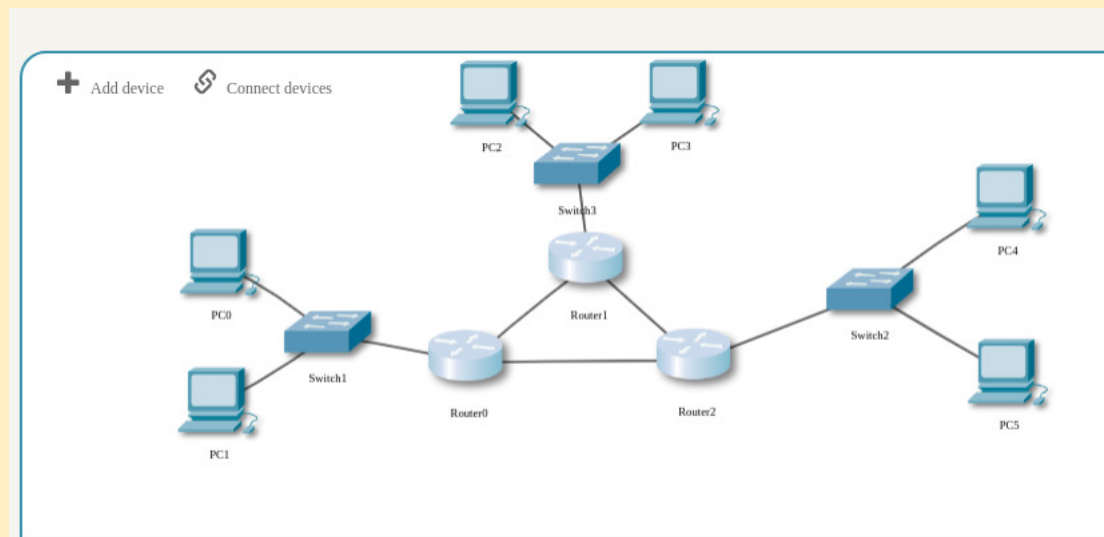 Add device
Connect devices
PC2
PC3
Switch3
PC4
PC0
Router1
Switch2
Switch1
Router0
Router2
PC5
PC1